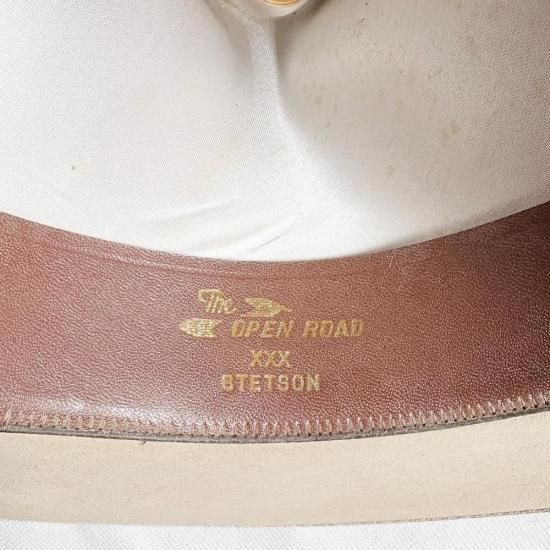 The
OPEN ROAD
XXX
STETSON